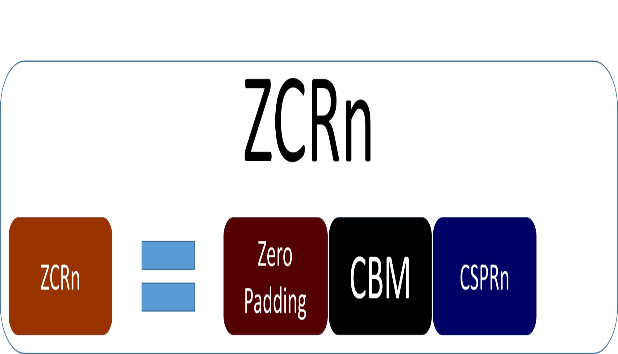 ZCRn
ZCRn
Zero
Padding
CBM
CSPRn